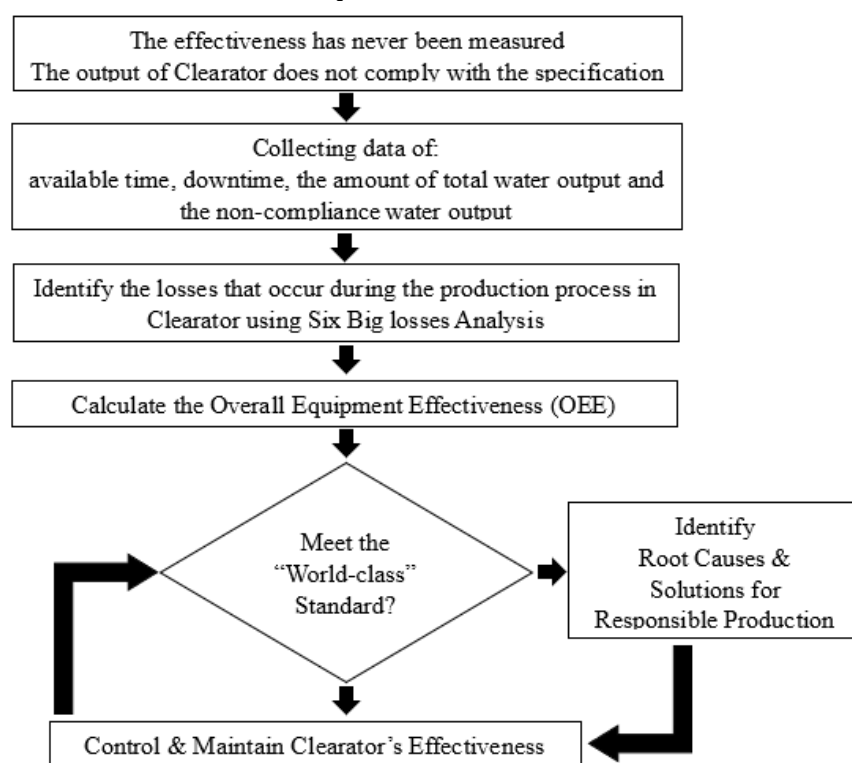 The effectiveness has never been measured
The output of Clearator does not comply with the specification
Collecting data of:
available time, downtime, the amount of total water output and
the non-compliance water output
Identify the losses that occur during the production process in
Clearator using Six Big losses Analysis
Calculate the Overall Equipment Effectiveness (OEE)
Meet the
“World-class”
Standard?
Identify
Root Causes &
Solutions for
Responsible Production
Control & Maintain Clearator’s Effectiveness